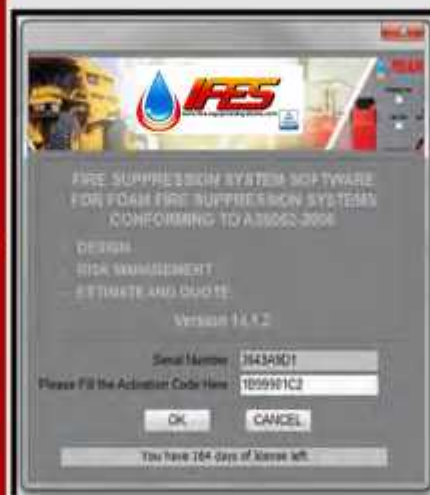 IFES
FIRE SUPPRESSION SYSTEM SOFTWARE
FOR FOAM FIRE SUPPRESSION SYSTEMS
CONFORMING TO AS5062-2006
DESIGN
RISK MANAGEMENT
ESTIMATE AND QUOTE
Version 14.1.2
Serial Number
Please Fill the Activation Code Here
OK CANCEL
You have 164 days of license left